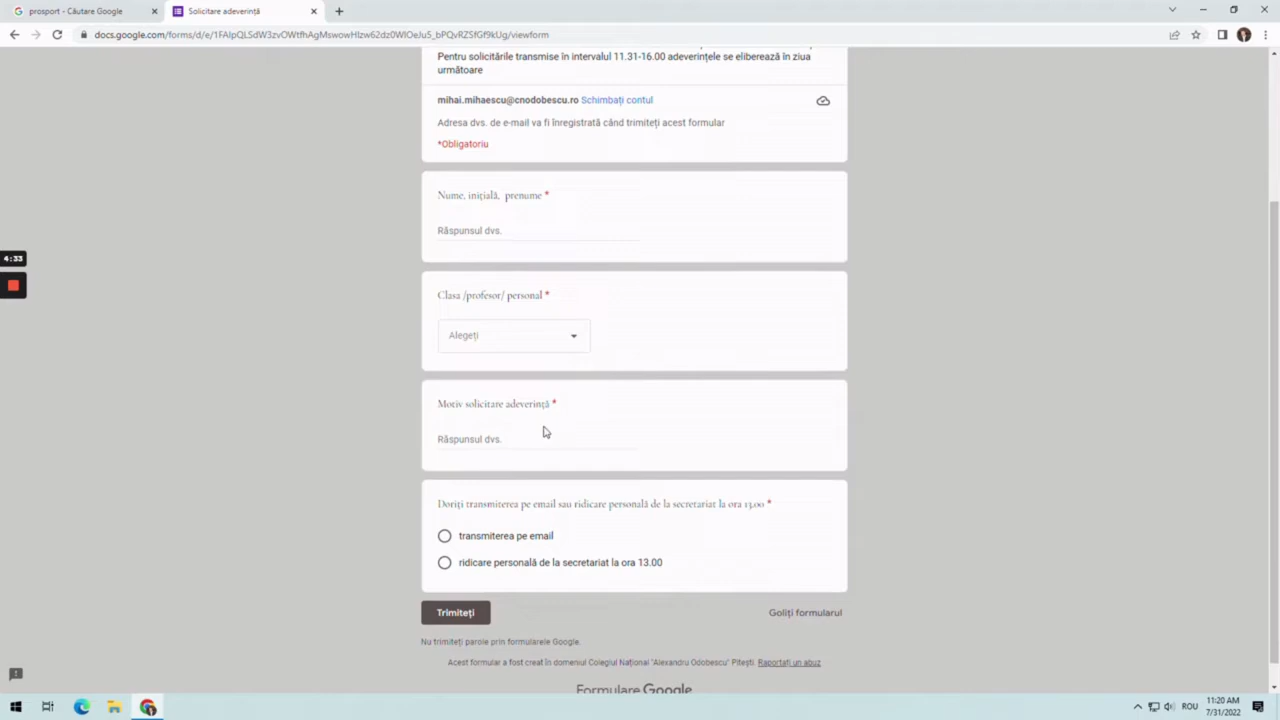 prospört - Căutare Google
Solicitare adeverință
docs.google.com/forms/d/e/1FAIpQLSdW3zvOWtfhAgMswowHlzw62dz0WIOeJu5_bPQvRZSfGf9kUg/viewform
Pentru solicitările transmise în intervalul 11.31-16.00 adeverințele se eliberează în ziua
următoare
mihai.mihaescu@cnodobescu.ro Schimbați contul
Adresa dvs. de e-mail va fi înregistrată când trimiteți acest formular
*Obligatoriu
Nume, inițială, prenume *
Răspunsul dvs.
4:33
Clasa /profesor/ personal *
Alegeți
Motiv solicitare adeverință *
Răspunsul dvs.
Doriți transmiterea pe email sau ridicare personală de la secretariat la ora 13.00 *
transmiterea pe email
ridicare personală de la secretariat la ora 13.00
Trimiteți
Goliți formularul
Nu trimiteți parole prin formularele Google.
Acest formular a fost creat în domeniul Colegiul Național "Alexandru Odobescu" Pitești. Raportați un abuz
Formulare Google
ROU
11:20 AM
7/31/2022